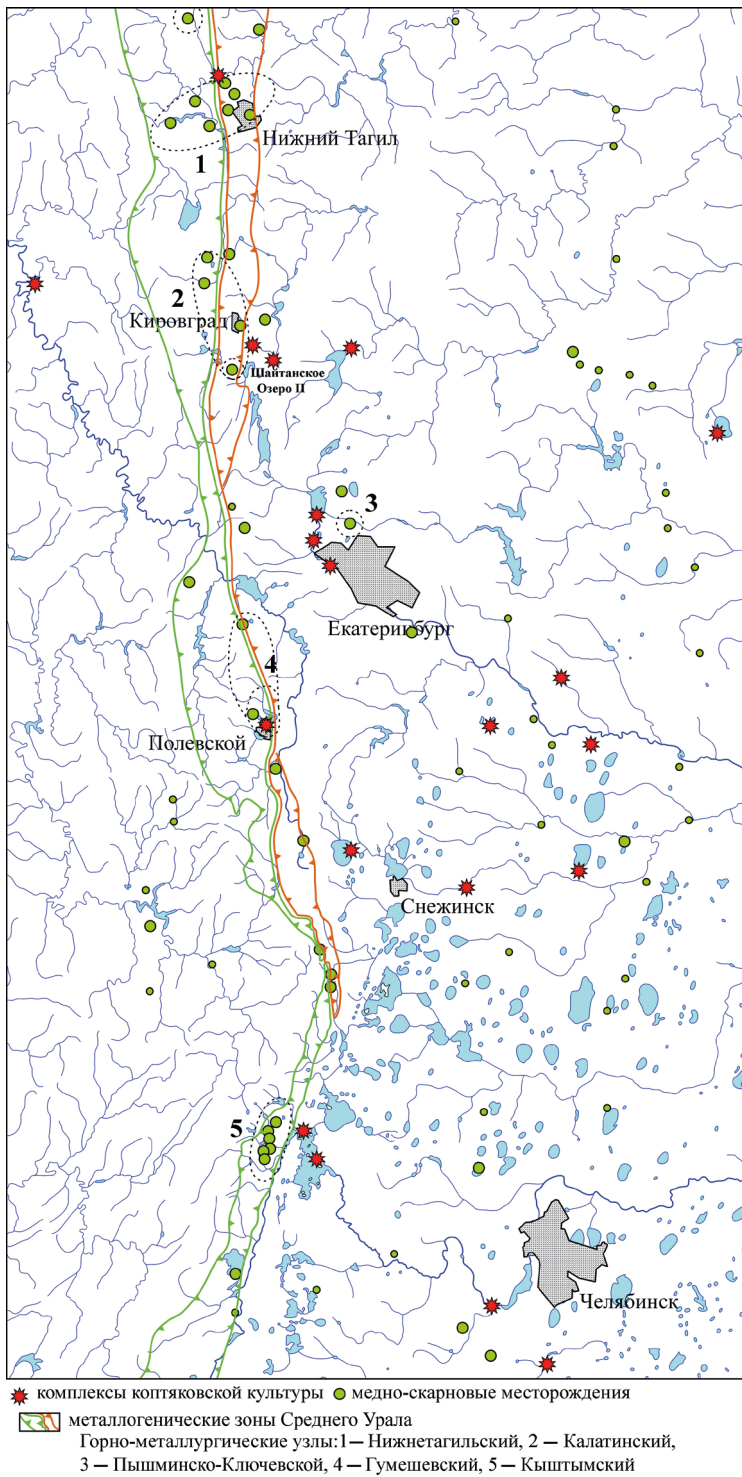 Нижний Тагил
1
2
Кировград
Шайтанское
Озеро II
3
Екатеринбург
4
Полевской
Снежинск
5
Челябинск
комплексы коптяковской культуры
медно-скарновые месторождения
металлогенические зоны Среднего Урала
Горно-металлургические узлы:1 — Нижнетагильский, 2 — Калатинский,
3 — Пышминско-Ключевской, 4 — Гумешевский, 5 — Кыштымский